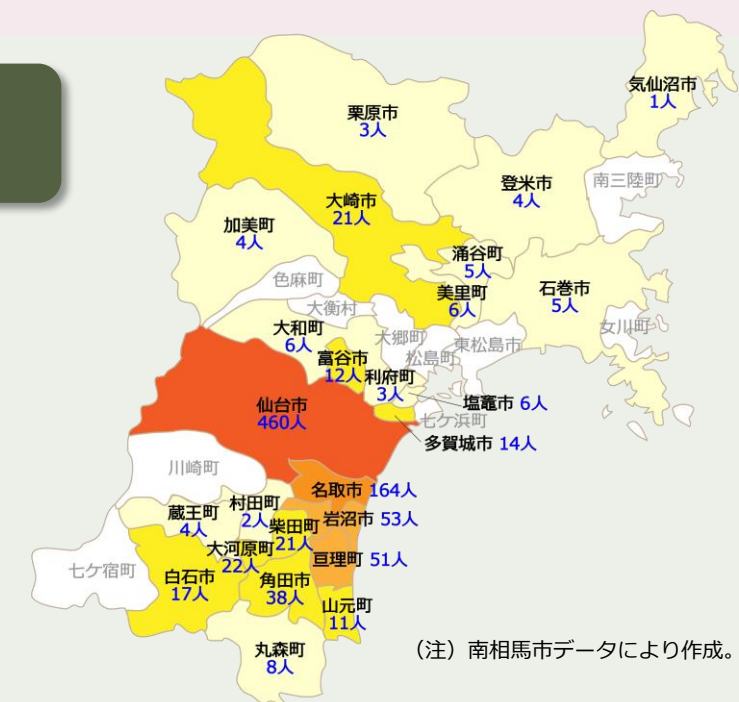 気仙沼市
1人
栗原市
3人
登米市
4人
南三陸町
大崎市
21人
加美町
4人
涌谷町
5人
色麻町
美里町
6人
石巻市
5人
大衡村
大和町
6人
大郷町
女川町
富谷市
12人
松島町
東松島市
利府町
3人
仙台市
460人
塩竈市 6人
七ケ浜町
多賀城市 14人
川崎町
名取市 164人
蔵王町
4人
村田町
2人
柴田町
21人
岩沼市 53人
大河原町
22人
亘理町 51人
七ケ宿町
白石市
17人
角田市
38人
山元町
11人
丸森町
8人
（注）南相馬市データにより作成。